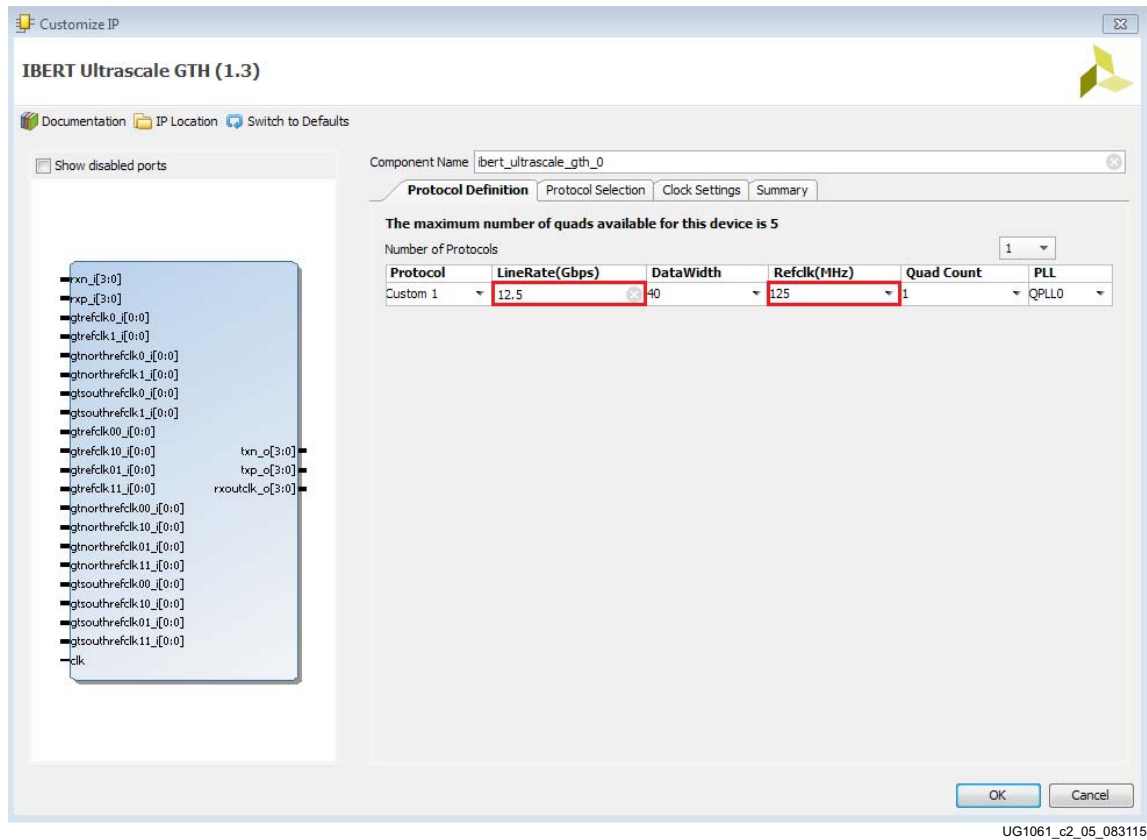 Customize IP
IBERT Ultrascale GTH (1.3)
Documentation IP Location Switch to Defaults
Show disabled ports
rxn_i[3:0]
rxp_i[3:0]
gtrefclk0_i[0:0]
gtrefclk1_i[0:0]
gtnorthrefclk0_i[0:0]
gtnorthrefclk1_i[0:0]
gtsouthrefclk0_i[0:0]
gtsouthrefclk1_i[0:0]
gtrefclk00_i[0:0]
gtrefclk10_i[0:0]
gtrefclk01_i[0:0]
gtrefclk11_i[0:0]
gtnorthrefclk00_i[0:0]
gtnorthrefclk10_i[0:0]
gtnorthrefclk01_i[0:0]
gtnorthrefclk11_i[0:0]
gtsouthrefclk00_i[0:0]
gtsouthrefclk10_i[0:0]
gtsouthrefclk01_i[0:0]
gtsouthrefclk11_i[0:0]
clk
txn_o[3:0]
txp_o[3:0]
rxoutclk_o[3:0]
Component Name ibert_ultrascale_gth_0
Protocol Definition Protocol Selection Clock Settings Summary
The maximum number of quads available for this device is 5
Number of Protocols 1
Protocol LineRate(Gbps) DataWidth Refclk(MHz) Quad Count PLL
Custom 1 12.5 40 125 1 QPLL0
OK Cancel
UG1061_c2_05_083115